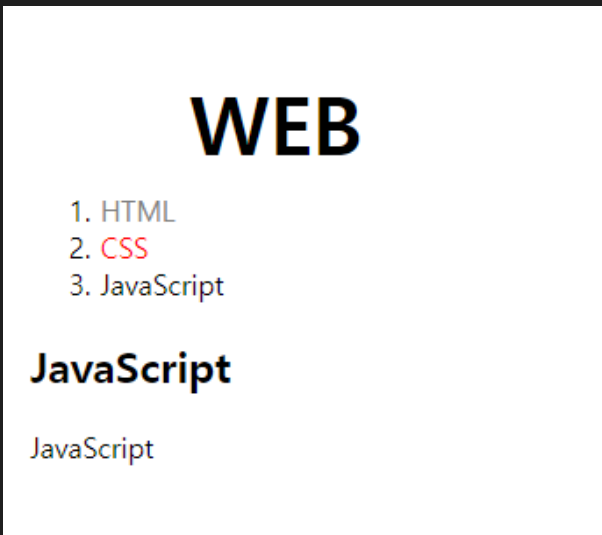 WEB
1. HTML
2. CSS
3. JavaScript
JavaScript
JavaScript